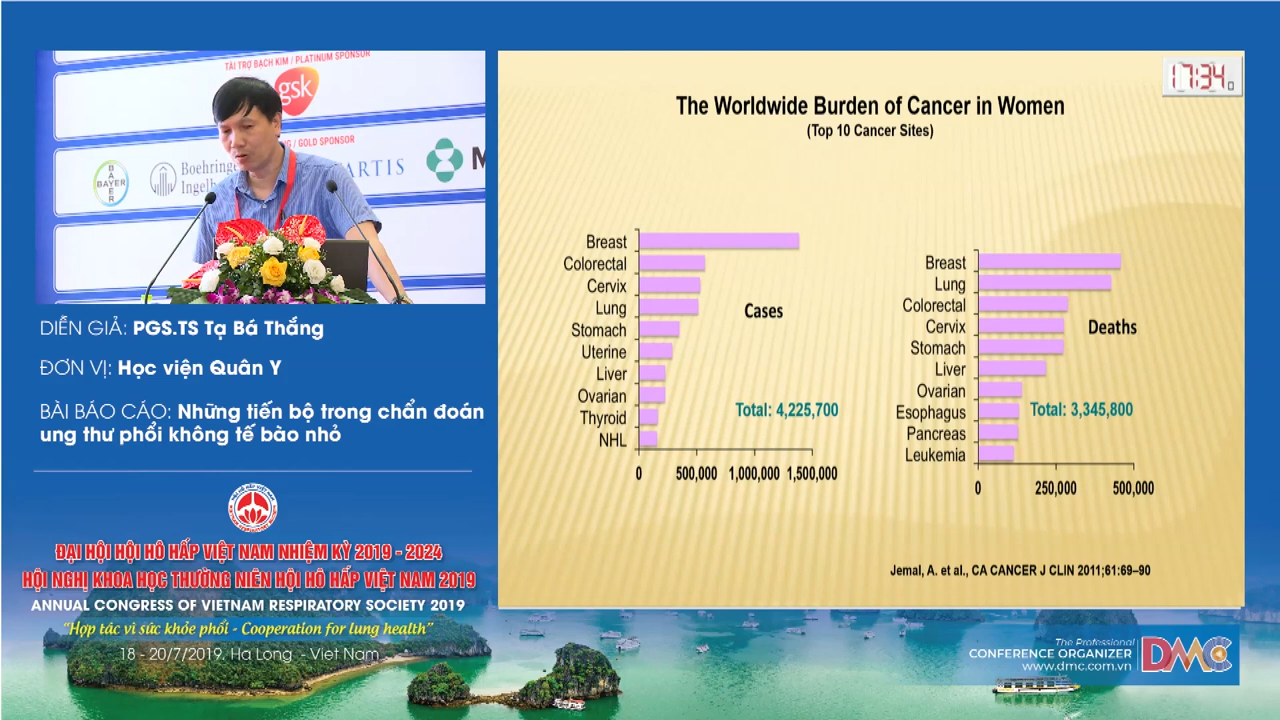 TÀI TRỢ BẠCH KIM / PLATINUM SPONSOR
gsk
/ GOLD SPONSOR
BAYER
BAYER
Boehringe
Ingel
ARTIS
M
DIỄN GIẢ: PGS.TS Tạ Bá Thắng
ĐƠN VỊ: Học viện Quân Y
BÀI BÁO CÁO: Những tiến bộ trong chẩn đoán
ung thư phổi không tế bào nhỏ
ĐẠI HỘI HỘI HÔ HẤP VIỆT NAM NHIỆM KỲ 2019 - 2024
HỘI NGHỊ KHOA HỌC THƯỜNG NIÊN HỘI HÔ HẤP VIỆT NAM 2019
ANNUAL CONGRESS OF VIETNAM RESPIRATORY SOCIETY 2019
“Hợp tác vì sức khỏe phổi - Cooperation for lung health”
18 - 20/7/2019. Ha Long - Viet Nam
17:34
The Worldwide Burden of Cancer in Women
(Top 10 Cancer Sites)
Breast
Colorectal
Cervix
Lung
Stomach
Uterine
Liver
Ovarian
Thyroid
NHL
Cases
Total: 4,225,700
0 500,000 1,000,000 1,500,000
Breast
Lung
Colorectal
Cervix
Stomach
Liver
Ovarian
Esophagus
Pancreas
Leukemia
Deaths
Total: 3,345,800
0 250,000 500,000
Jemal, A. et al., CA CANCER J CLIN 2011;61:69–90
The Professional
CONFERENCE ORGANIZER
www.dmc.com.vn
DMC